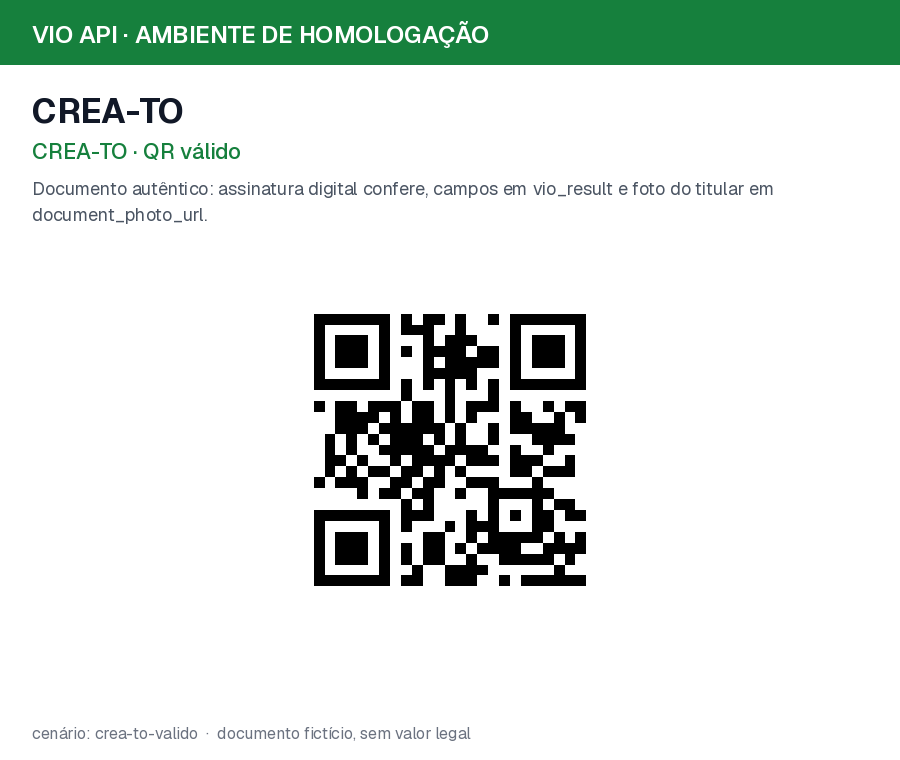 VIO API · AMBIENTE DE HOMOLOGAÇÃO
CREA-TO
CREA-TO · QR válido
Documento autêntico: assinatura digital confere, campos em vio_result e foto do titular em
document_photo_url.
cenário: crea-to-valido · documento fictício, sem valor legal